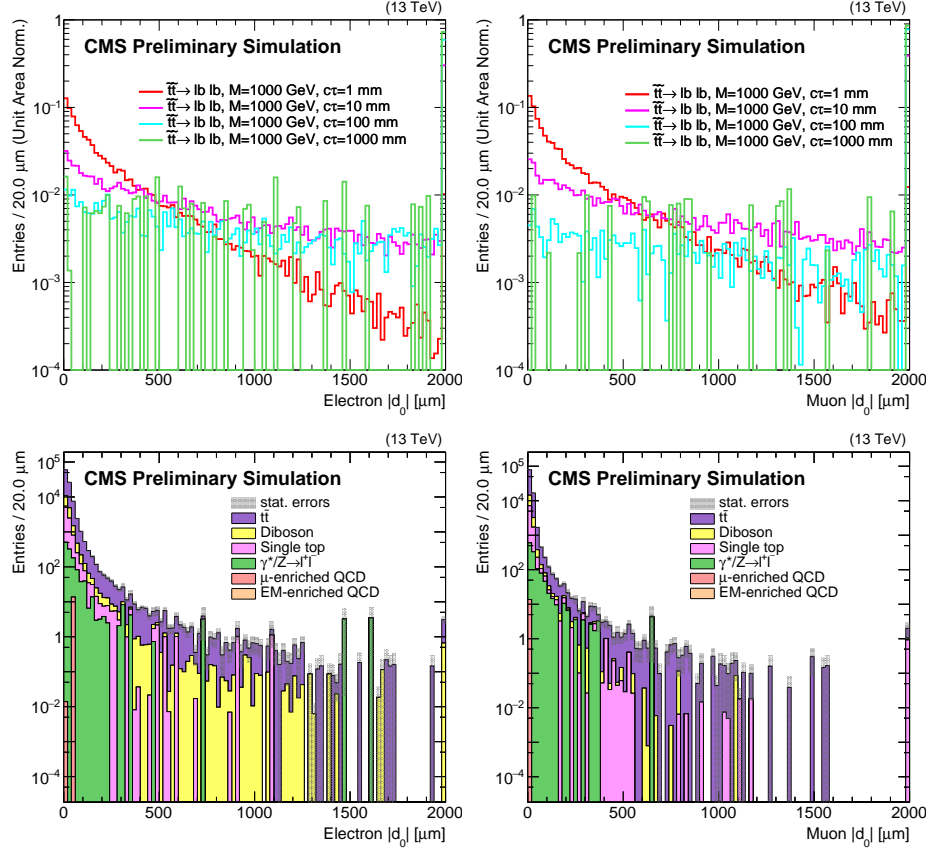 (13 TeV)
CMS Preliminary Simulation
t̃t̃→lb lb, M=1000 GeV, cτ=1 mm
t̃t̃→lb lb, M=1000 GeV, cτ=10 mm
t̃t̃→lb lb, M=1000 GeV, cτ=100 mm
t̃t̃→lb lb, M=1000 GeV, cτ=1000 mm
Entries / 20.0 μm (Unit Area Norm.)
1
10⁻¹
10⁻²
10⁻³
10⁻⁴
0 500 1000 1500 2000
Electron |d₀| [μm]
(13 TeV)
CMS Preliminary Simulation
t̃t̃→lb lb, M=1000 GeV, cτ=1 mm
t̃t̃→lb lb, M=1000 GeV, cτ=10 mm
t̃t̃→lb lb, M=1000 GeV, cτ=100 mm
t̃t̃→lb lb, M=1000 GeV, cτ=1000 mm
Entries / 20.0 μm (Unit Area Norm.)
1
10⁻¹
10⁻²
10⁻³
10⁻⁴
0 500 1000 1500 2000
Muon |d₀| [μm]
(13 TeV)
CMS Preliminary Simulation
stat. errors
tt̄
Diboson
Single top
γ*/Z→l⁺l⁻
μ-enriched QCD
EM-enriched QCD
Entries / 20.0 μm
10⁵
10⁴
10²
1
10⁻²
10⁻⁴
0 500 1000 1500 2000
Electron |d₀| [μm]
(13 TeV)
CMS Preliminary Simulation
stat. errors
tt̄
Diboson
Single top
γ*/Z→l⁺l⁻
μ-enriched QCD
EM-enriched QCD
Entries / 20.0 μm
10⁵
10⁴
10²
1
10⁻²
10⁻⁴
0 500 1000 1500 2000
Muon |d₀| [μm]